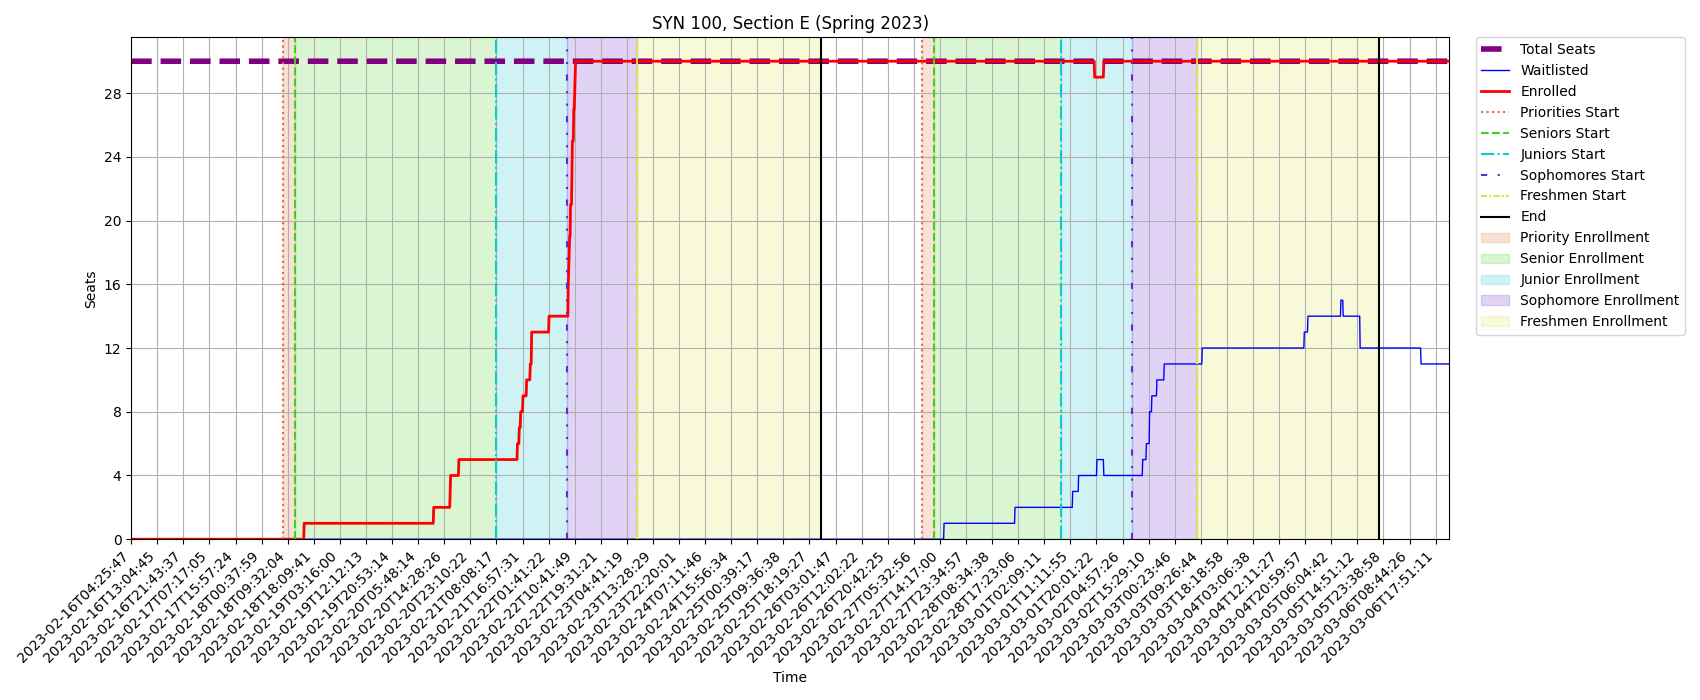 SYN 100, Section E (Spring 2023)
Seats
28
24
20
16
12
8
4
0
2023-02-16T04:25:47
2023-02-16T13:04:45
2023-02-16T21:43:37
2023-02-17T07:17:05
2023-02-17T15:57:24
2023-02-18T00:37:59
2023-02-18T09:32:04
2023-02-18T18:09:41
2023-02-19T03:16:00
2023-02-19T12:12:13
2023-02-19T20:53:14
2023-02-20T05:48:14
2023-02-20T14:28:26
2023-02-20T23:10:22
2023-02-21T08:08:17
2023-02-21T16:57:31
2023-02-22T01:41:22
2023-02-22T10:41:49
2023-02-22T19:31:21
2023-02-23T04:41:19
2023-02-23T13:28:29
2023-02-23T22:20:01
2023-02-24T07:11:46
2023-02-24T15:56:34
2023-02-25T00:39:17
2023-02-25T09:36:38
2023-02-25T18:19:27
2023-02-26T03:01:47
2023-02-26T12:02:22
2023-02-26T20:42:25
2023-02-27T05:32:56
2023-02-27T14:17:00
2023-02-27T23:34:57
2023-02-28T08:34:38
2023-02-28T17:23:06
2023-03-01T02:09:11
2023-03-01T11:11:55
2023-03-01T20:01:22
2023-03-02T04:57:26
2023-03-02T15:29:10
2023-03-03T00:23:46
2023-03-03T09:26:44
2023-03-03T18:18:58
2023-03-04T03:06:38
2023-03-04T12:11:27
2023-03-04T20:59:57
2023-03-05T06:04:42
2023-03-05T14:51:12
2023-03-05T23:38:58
2023-03-06T08:44:26
2023-03-06T17:51:11
Time
Total Seats
Waitlisted
Enrolled
Priorities Start
Seniors Start
Juniors Start
Sophomores Start
Freshmen Start
End
Priority Enrollment
Senior Enrollment
Junior Enrollment
Sophomore Enrollment
Freshmen Enrollment